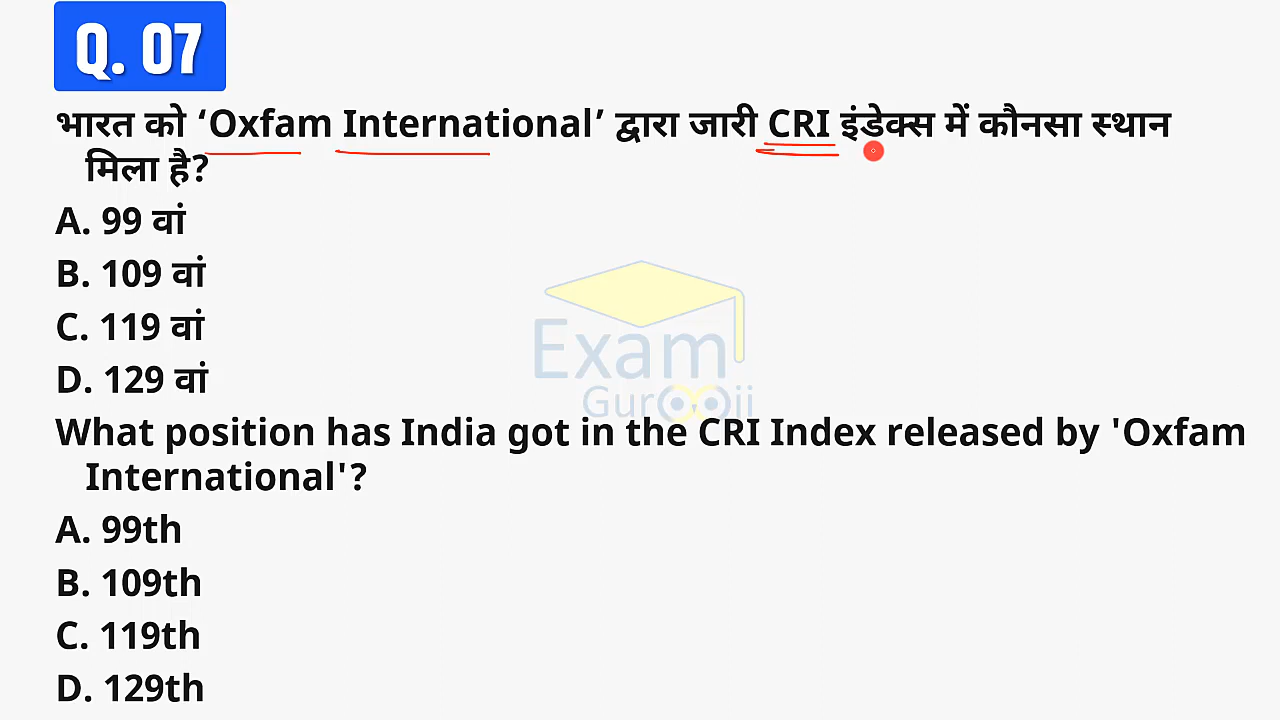 Q. 07
भारत को ‘Oxfam International’ द्वारा जारी CRI इंडेक्स में कौनसा स्थान
मिला है?
A. 99 वां
B. 109 वां
C. 119 वां
D. 129 वां
Exam
Gurooji
What position has India got in the CRI Index released by 'Oxfam
International'?
A. 99th
B. 109th
C. 119th
D. 129th